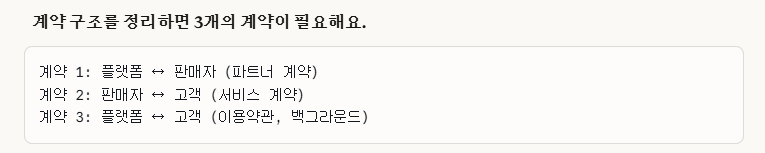 계약 구조를 정리하면 3개의 계약이 필요해요.
계약 1: 플랫폼 ↔ 판매자 (파트너 계약)
계약 2: 판매자 ↔ 고객 (서비스 계약)
계약 3: 플랫폼 ↔ 고객 (이용약관, 백그라운드)